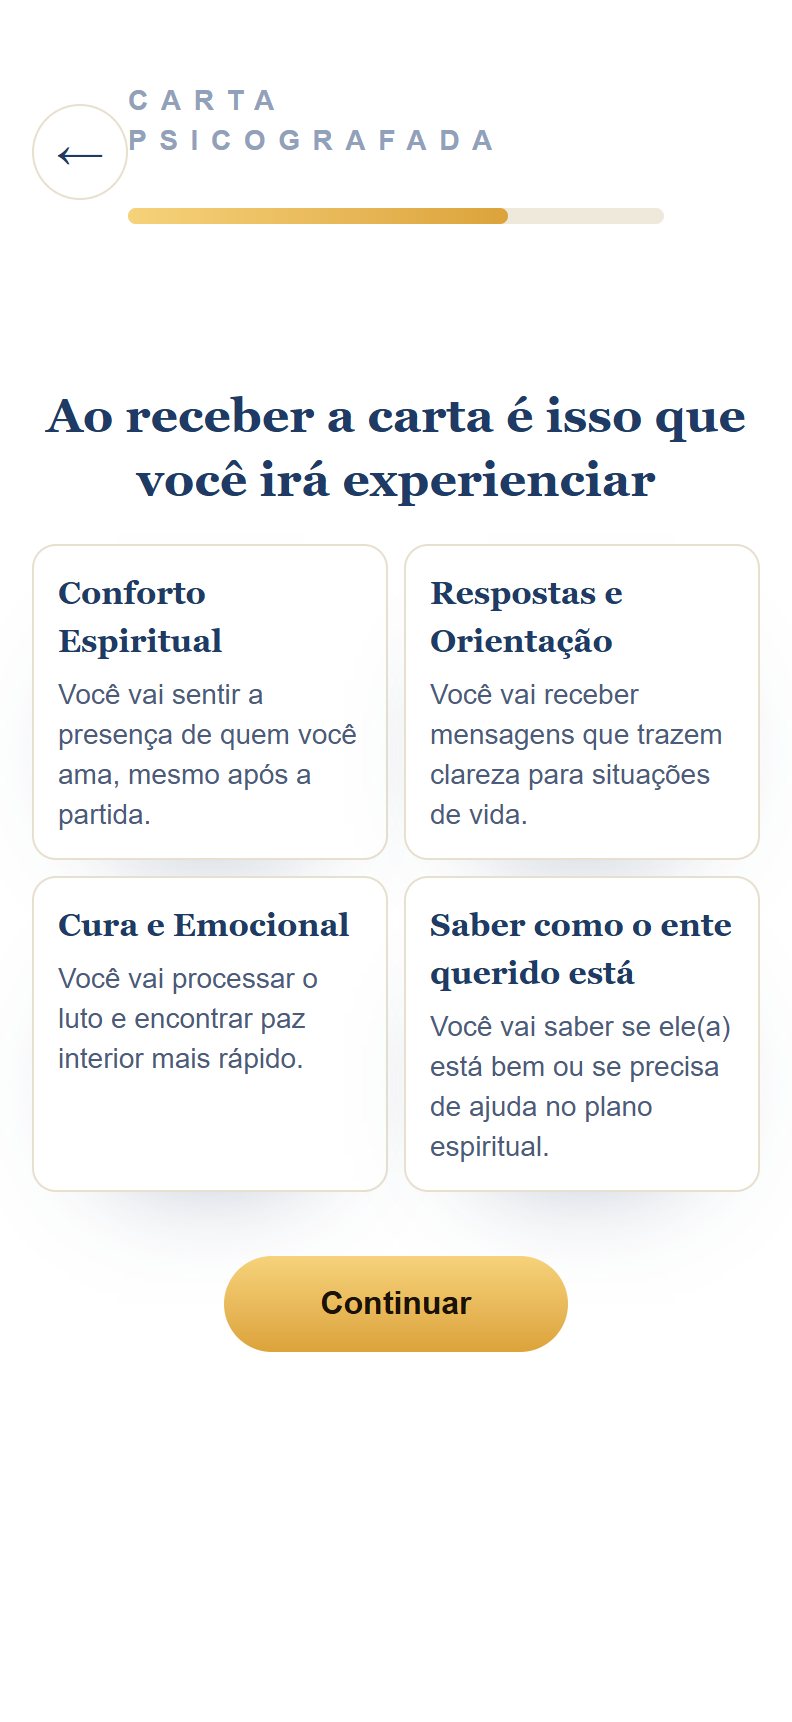 CARTA
PSICOGRAFADA
Ao receber a carta é isso que
você irá experienciar
Conforto
Espiritual
Você vai sentir a
presença de quem você
ama, mesmo após a
partida.
Respostas e
Orientação
Você vai receber
mensagens que trazem
clareza para situações
de vida.
Cura e Emocional
Você vai processar o
luto e encontrar paz
interior mais rápido.
Saber como o ente
querido está
Você vai saber se ele(a)
está bem ou se precisa
de ajuda no plano
espiritual.
Continuar